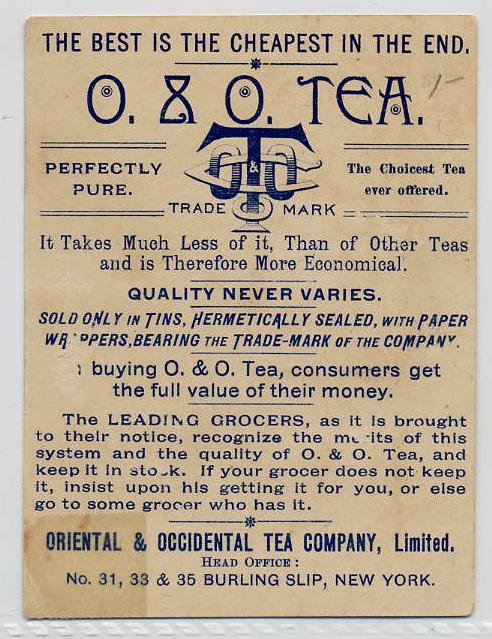 THE BEST IS THE CHEAPEST IN THE END.
O. & O. TEA.
PERFECTLY PURE.
The Choicest Tea ever offered.
TRADE MARK
It Takes Much Less of it, Than of Other Teas
and is Therefore More Economical.
QUALITY NEVER VARIES.
SOLD ONLY IN TINS, HERMETICALLY SEALED, WITH PAPER
BEARING THE TRADE-MARK OF THE COMPANY.
buying O. & O. Tea, consumers get
the full value of their money.
The LEADING GROCERS, as it is brought
to their notice, recognize the merits of this
system and the quality of O. & O. Tea, and
keep it in stock. If your grocer does not keep
it, insist upon his getting it for you, or else
go to some grocer who has it.
ORIENTAL & OCCIDENTAL TEA COMPANY, Limited.
HEAD OFFICE:
No. 31, 33 & 35 BURLING SLIP, NEW YORK.